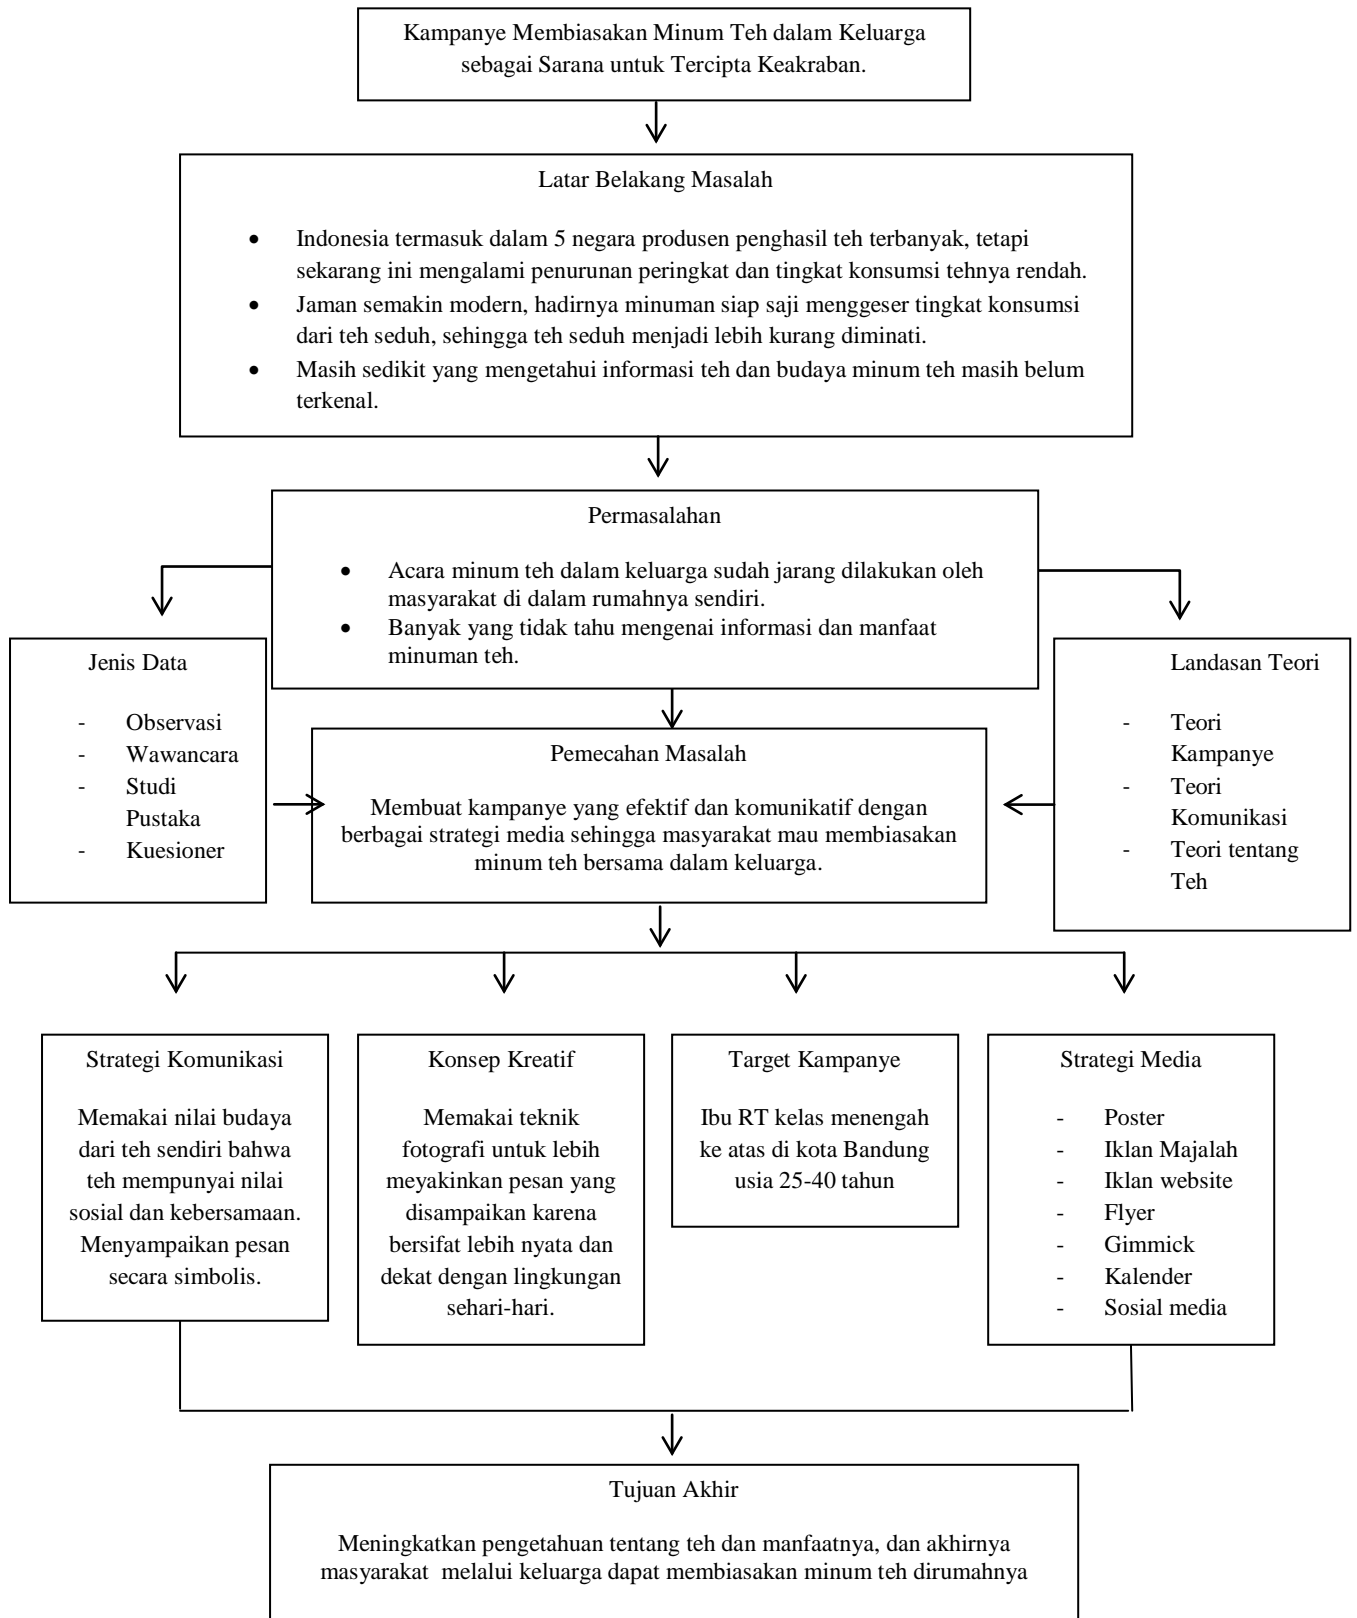 Kampanye Membiasakan Minum Teh dalam Keluarga
sebagai Sarana untuk Tercipta Keakraban.
Latar Belakang Masalah
• Indonesia termasuk dalam 5 negara produsen penghasil teh terbanyak, tetapi
sekarang ini mengalami penurunan peringkat dan tingkat konsumsi tehnya rendah.
• Jaman semakin modern, hadirnya minuman siap saji menggeser tingkat konsumsi
dari teh seduh, sehingga teh seduh menjadi lebih kurang diminati.
• Masih sedikit yang mengetahui informasi teh dan budaya minum teh masih belum
terkenal.
Permasalahan
• Acara minum teh dalam keluarga sudah jarang dilakukan oleh
masyarakat di dalam rumahnya sendiri.
• Banyak yang tidak tahu mengenai informasi dan manfaat
minuman teh.
Jenis Data
- Observasi
- Wawancara
- Studi
Pustaka
- Kuesioner
Pemecahan Masalah
Membuat kampanye yang efektif dan komunikatif dengan
berbagai strategi media sehingga masyarakat mau membiasakan
minum teh bersama dalam keluarga.
Landasan Teori
- Teori
Kampanye
- Teori
Komunikasi
- Teori tentang
Teh
Strategi Komunikasi
Memakai nilai budaya
dari teh sendiri bahwa
teh mempunyai nilai
sosial dan kebersamaan.
Menyampaikan pesan
secara simbolis.
Konsep Kreatif
Memakai teknik
fotografi untuk lebih
meyakinkan pesan yang
disampaikan karena
bersifat lebih nyata dan
dekat dengan lingkungan
sehari-hari.
Target Kampanye
Ibu RT kelas menengah
ke atas di kota Bandung
usia 25-40 tahun
Strategi Media
- Poster
- Iklan Majalah
- Iklan website
- Flyer
- Gimmick
- Kalender
- Sosial media
Tujuan Akhir
Meningkatkan pengetahuan tentang teh dan manfaatnya, dan akhirnya
masyarakat melalui keluarga dapat membiasakan minum teh dirumahnya